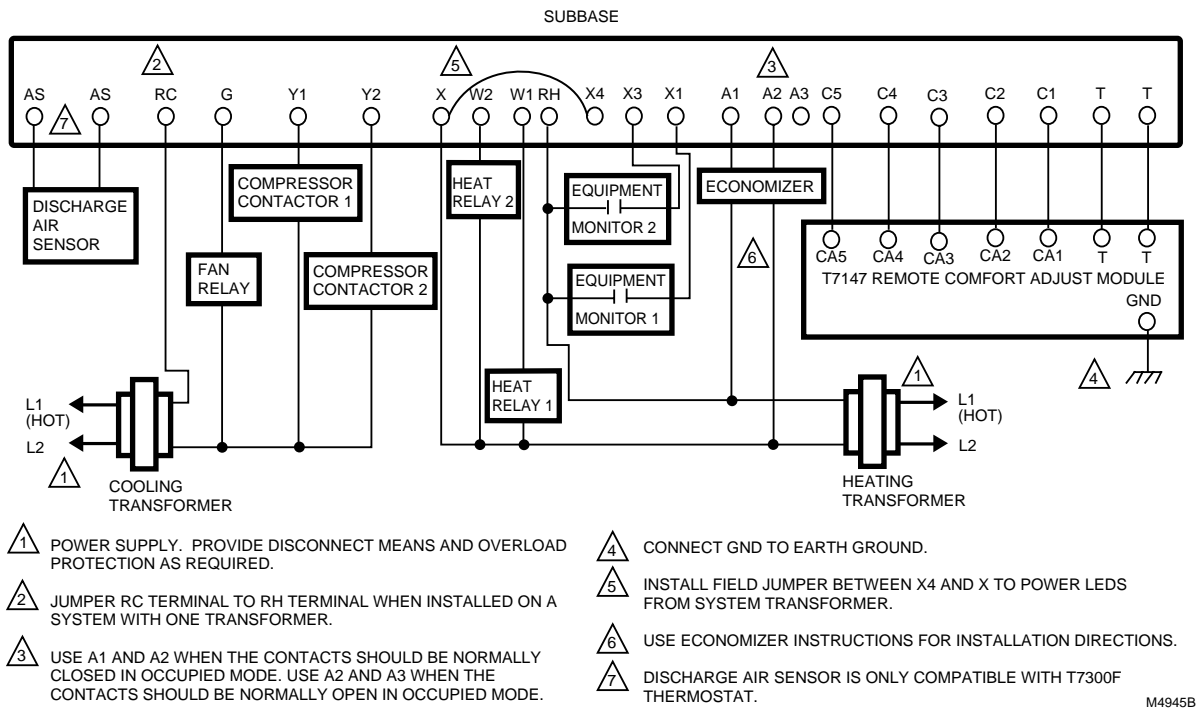 SUBBASE
2
5
3
AS
AS
RC
G
Y1
Y2
X
W2
W1
RH
X4
X3
X1
A1
A2
A3
C5
C4
C3
C2
C1
T
T
7
DISCHARGE
AIR
SENSOR
FAN
RELAY
COMPRESSOR
CONTACTOR 1
COMPRESSOR
CONTACTOR 2
HEAT
RELAY 2
EQUIPMENT
MONITOR 2
EQUIPMENT
MONITOR 1
HEAT
RELAY 1
ECONOMIZER
6
CA5
CA4
CA3
CA2
CA1
T
T
T7147 REMOTE COMFORT ADJUST MODULE
GND
4
1
L1
(HOT)
L2
1
COOLING
TRANSFORMER
L1
(HOT)
L2
HEATING
TRANSFORMER
1 POWER SUPPLY. PROVIDE DISCONNECT MEANS AND OVERLOAD
PROTECTION AS REQUIRED.
2 JUMPER RC TERMINAL TO RH TERMINAL WHEN INSTALLED ON A
SYSTEM WITH ONE TRANSFORMER.
3 USE A1 AND A2 WHEN THE CONTACTS SHOULD BE NORMALLY
CLOSED IN OCCUPIED MODE. USE A2 AND A3 WHEN THE
CONTACTS SHOULD BE NORMALLY OPEN IN OCCUPIED MODE.
4 CONNECT GND TO EARTH GROUND.
5 INSTALL FIELD JUMPER BETWEEN X4 AND X TO POWER LEDS
FROM SYSTEM TRANSFORMER.
6 USE ECONOMIZER INSTRUCTIONS FOR INSTALLATION DIRECTIONS.
7 DISCHARGE AIR SENSOR IS ONLY COMPATIBLE WITH T7300F
THERMOSTAT.
M4945B